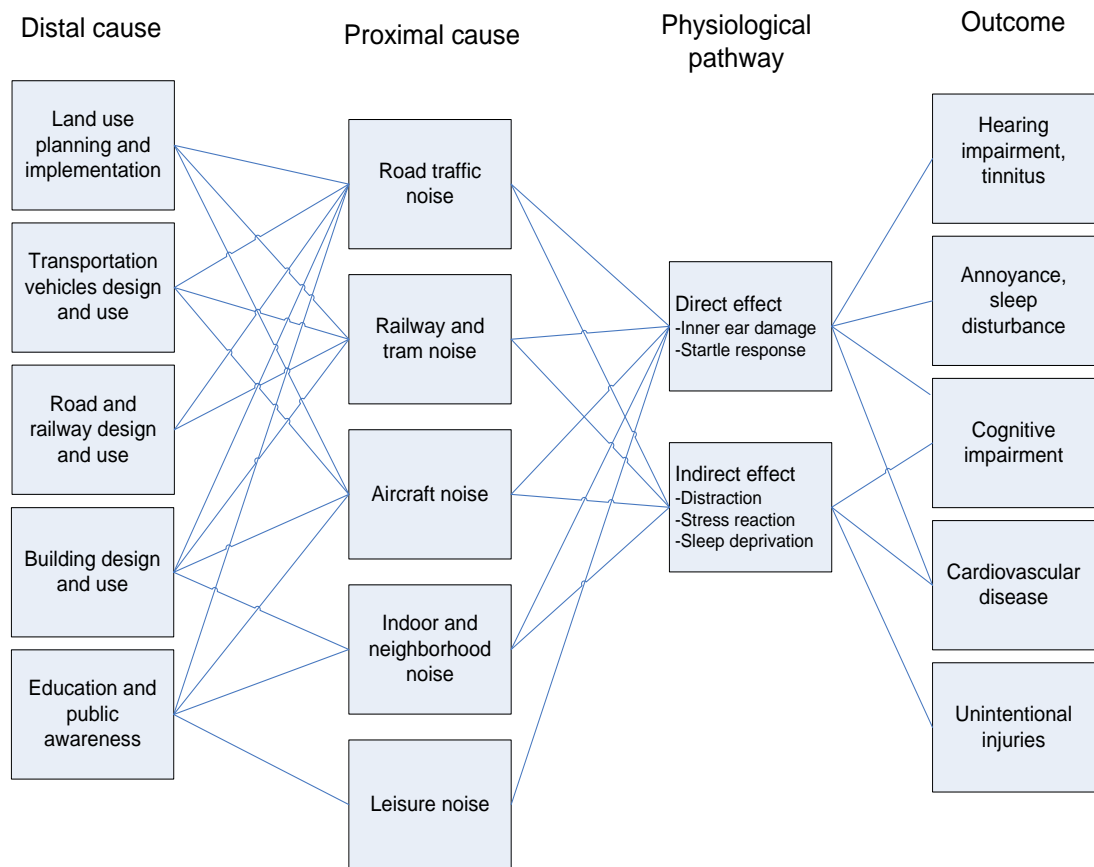 Distal cause
Proximal cause
Physiological
pathway
Outcome
Land use
planning and
implementation
Transportation
vehicles design
and use
Road and
railway design
and use
Building design
and use
Education and
public
awareness
Road traffic
noise
Railway and
tram noise
Aircraft noise
Indoor and
neighborhood
noise
Leisure noise
Direct effect
-Inner ear damage
-Startle response
Indirect effect
-Distraction
-Stress reaction
-Sleep deprivation
Hearing
impairment,
tinnitus
Annoyance,
sleep
disturbance
Cognitive
impairment
Cardiovascular
disease
Unintentional
injuries